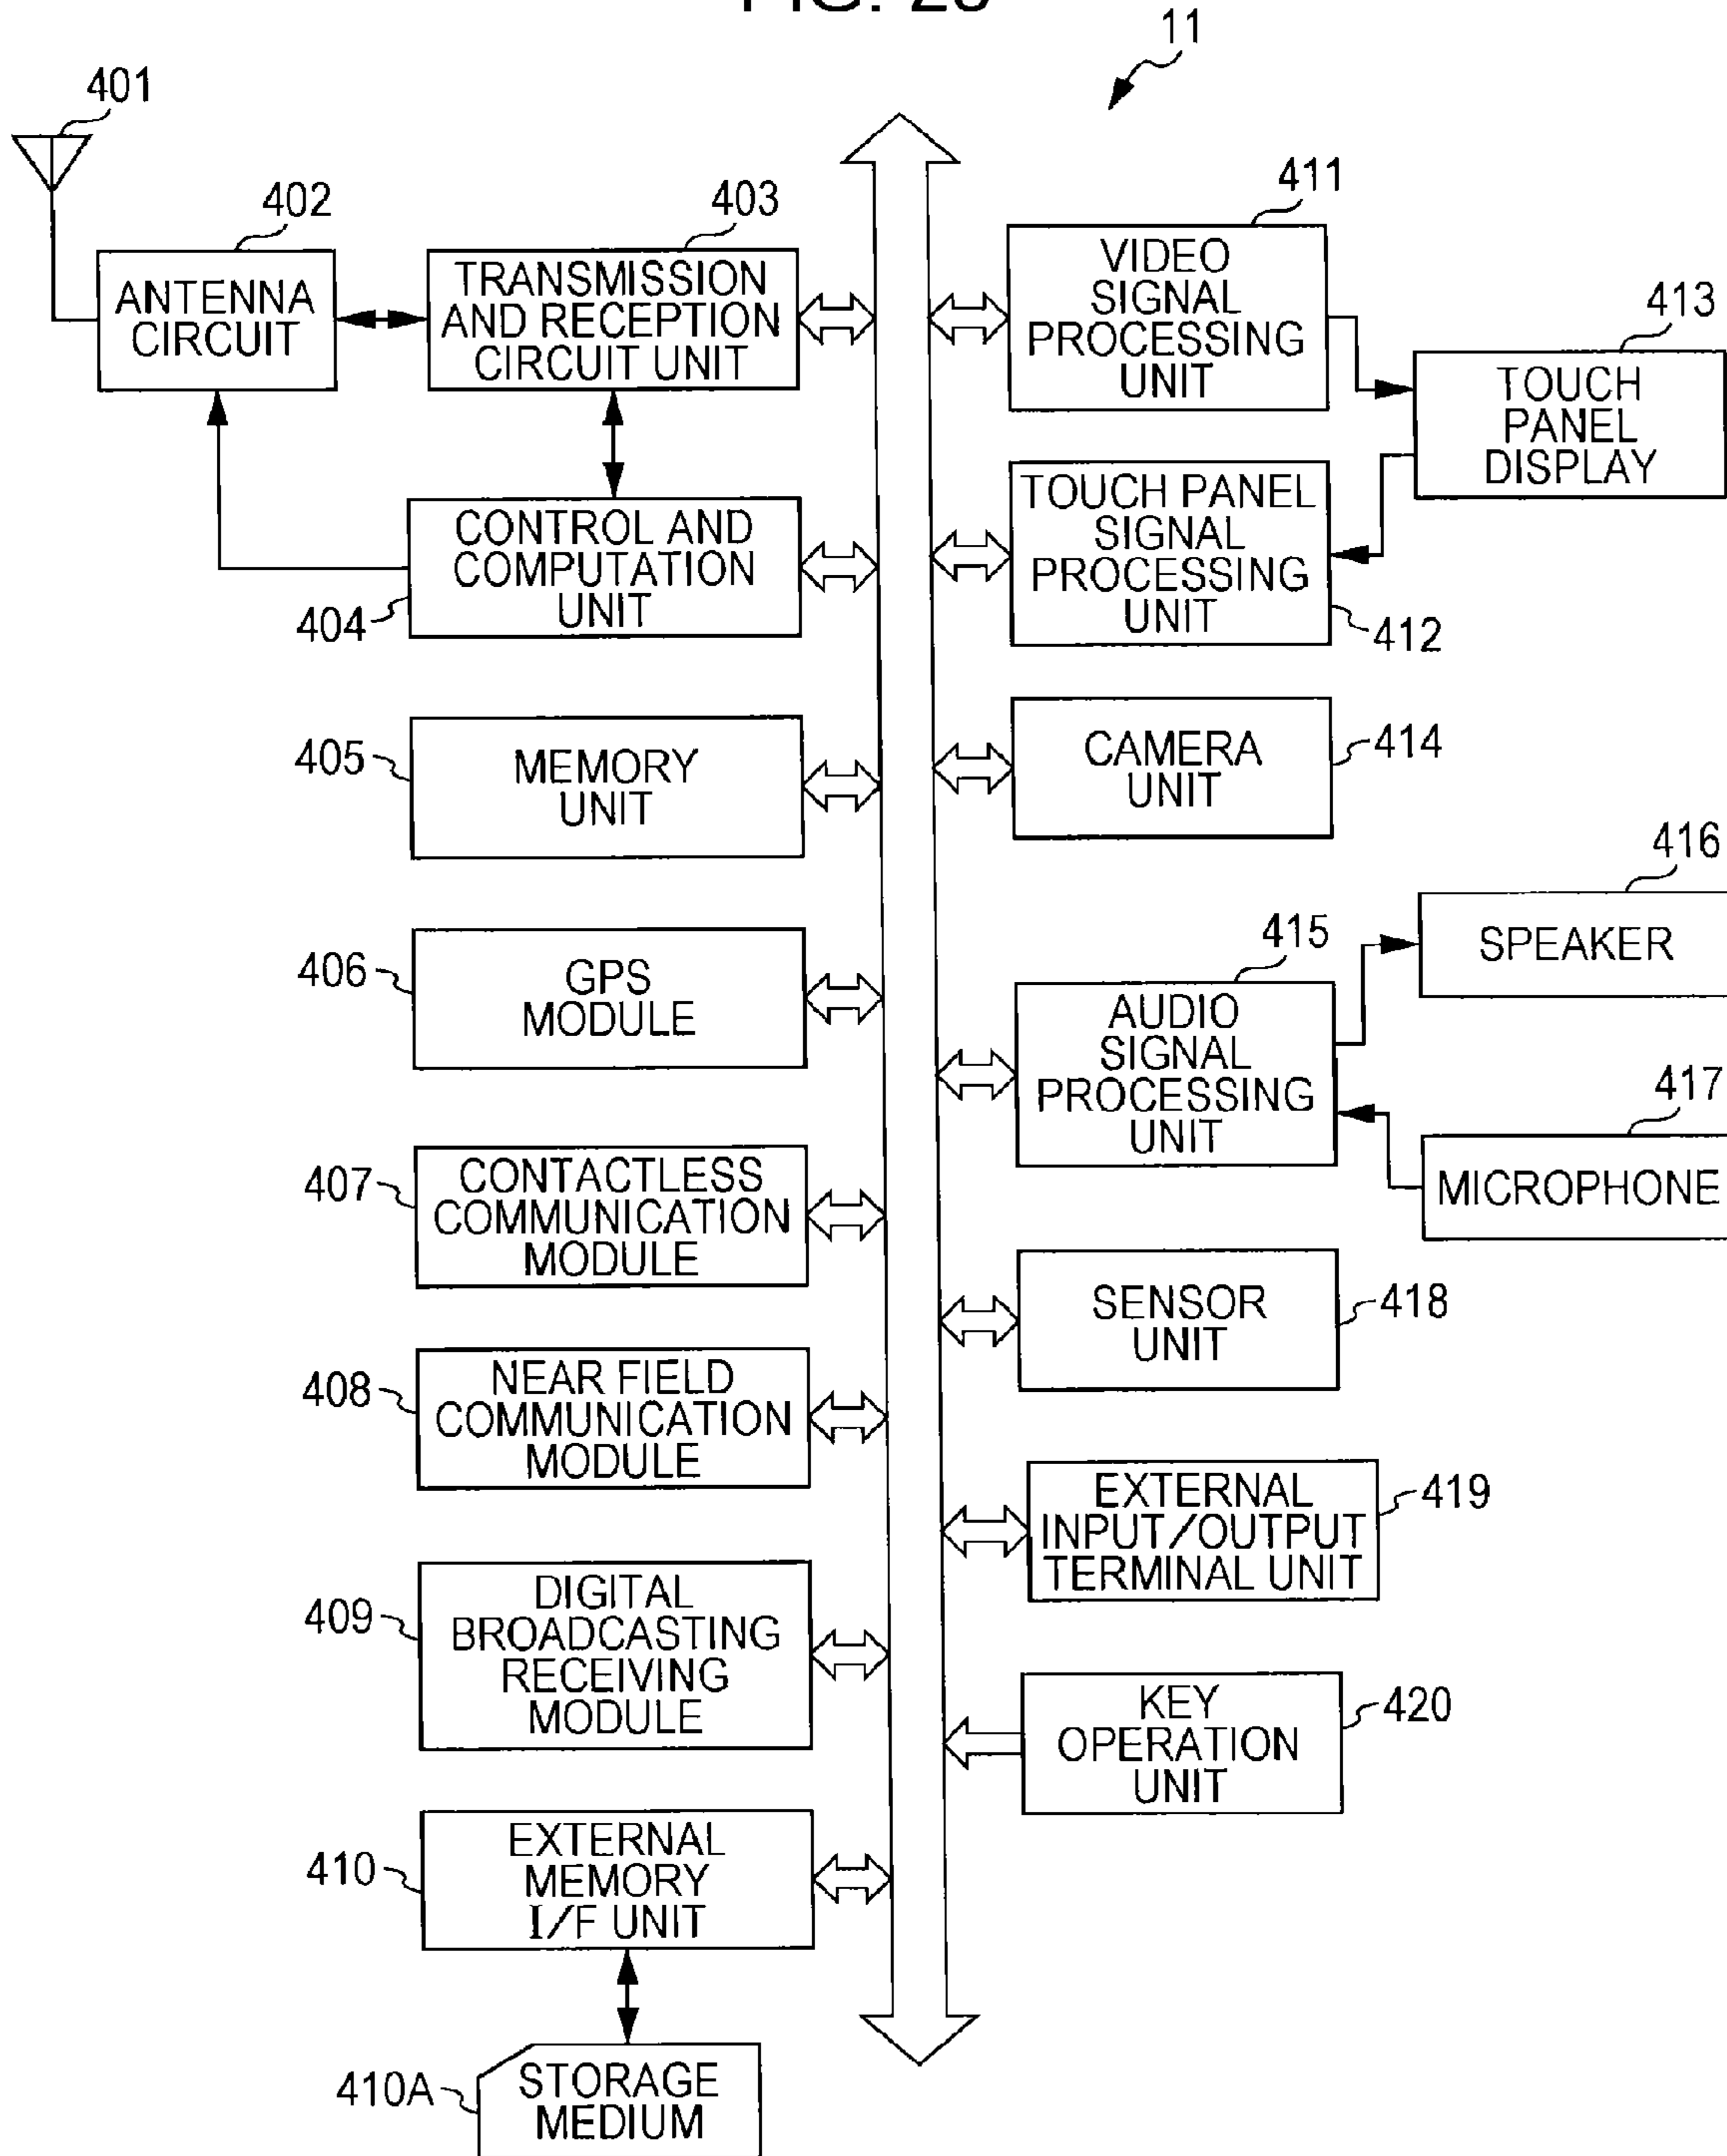 11
401
402
ANTENNA
CIRCUIT
403
TRANSMISSION
AND RECEPTION
CIRCUIT UNIT
404
CONTROL AND
COMPUTATION
UNIT
405
MEMORY
UNIT
406
GPS
MODULE
407
CONTACTLESS
COMMUNICATION
MODULE
408
NEAR FIELD
COMMUNICATION
MODULE
409
DIGITAL
BROADCASTING
RECEIVING
MODULE
410
EXTERNAL
MEMORY
I/F UNIT
410A
STORAGE
MEDIUM
411
VIDEO
SIGNAL
PROCESSING
UNIT
413
TOUCH
PANEL
DISPLAY
TOUCH PANEL
SIGNAL
PROCESSING
UNIT
412
CAMERA
UNIT
414
415
AUDIO
SIGNAL
PROCESSING
UNIT
416
SPEAKER
417
MICROPHONE
SENSOR
UNIT
418
EXTERNAL
INPUT/OUTPUT
TERMINAL UNIT
419
KEY
OPERATION
UNIT
420